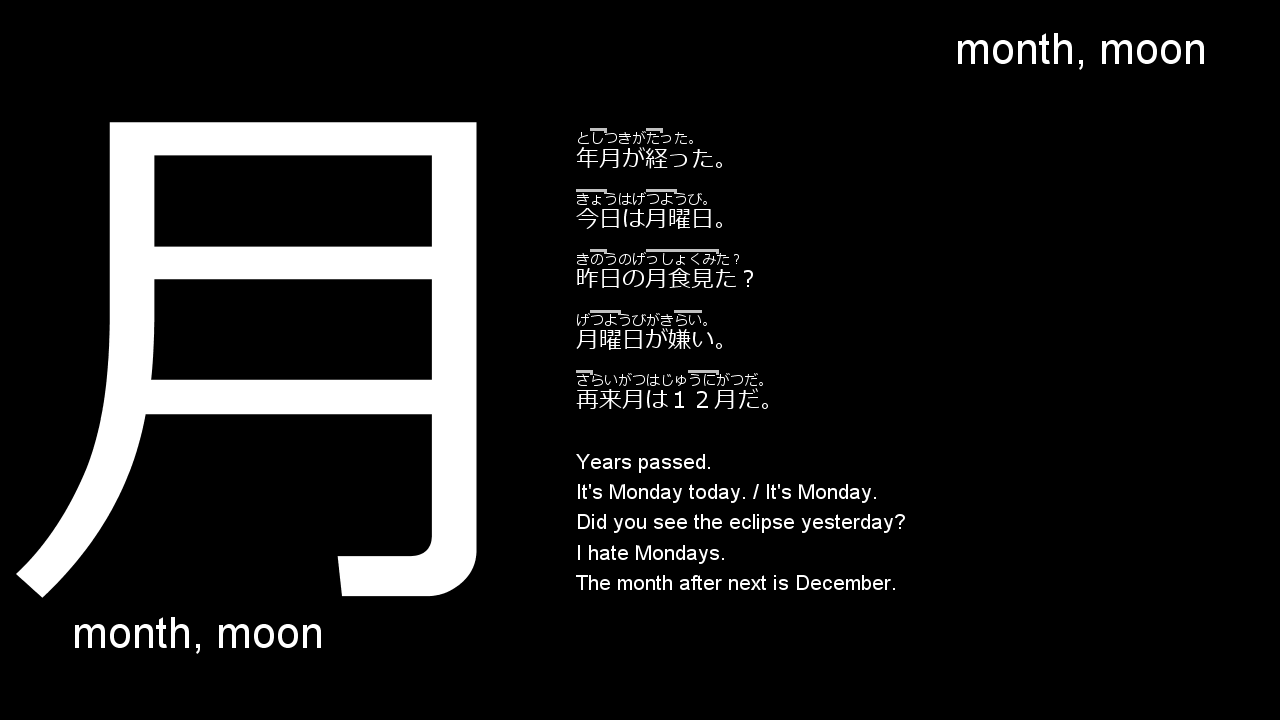 month, moon
月
month, moon
としつきがたった。
年月が経った。
きょうはげつようび。
今日は月曜日。
きのうのげっしょくみた？
昨日の月食見た？
げつようびがきらい。
月曜日が嫌い。
さらいがつはじゅうにがつだ。
再来月は１２月だ。
Years passed.
It's Monday today. / It's Monday.
Did you see the eclipse yesterday?
I hate Mondays.
The month after next is December.